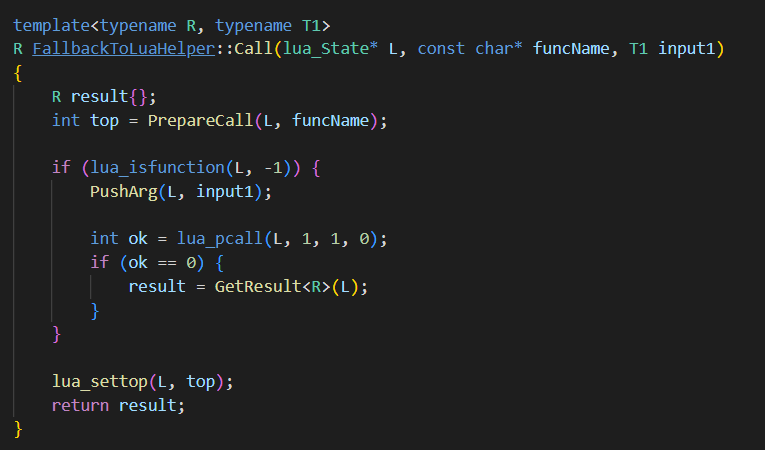 template<typename R, typename T1>
R FallbackToLuaHelper::Call(lua_State* L, const char* funcName, T1 input1)
{
    R result{};
    int top = PrepareCall(L, funcName);

    if (lua_isfunction(L, -1)) {
        PushArg(L, input1);

        int ok = lua_pcall(L, 1, 1, 0);
        if (ok == 0) {
            result = GetResult<R>(L);
        }
    }

    lua_settop(L, top);
    return result;
}